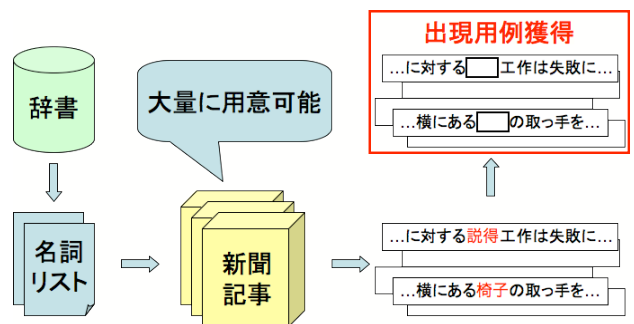 出現用例獲得
…に対する 工作は失敗に…
…横にある の取っ手を…
大量に用意可能
辞書
名詞
リスト
新聞
記事
…に対する説得工作は失敗に…
…横にある椅子の取っ手を…